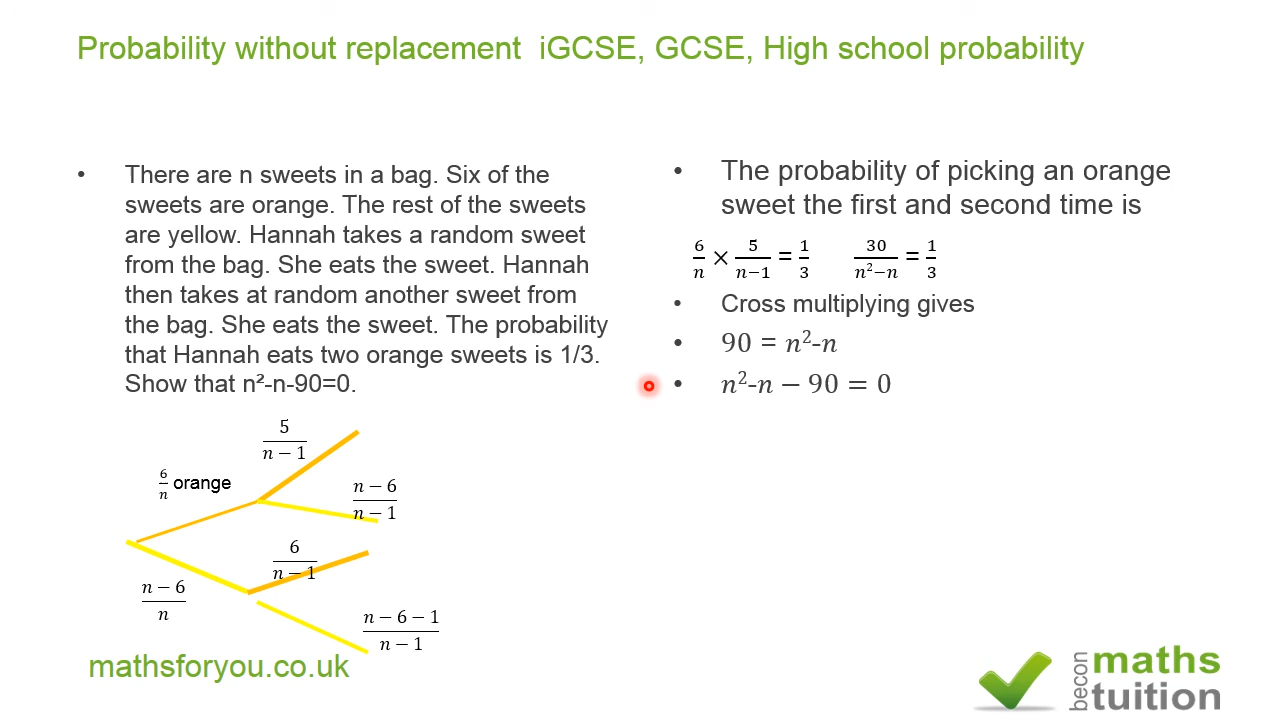 Probability without replacement iGCSE, GCSE, High school probability
• There are n sweets in a bag. Six of the
sweets are orange. The rest of the sweets
are yellow. Hannah takes a random sweet
from the bag. She eats the sweet. Hannah
then takes at random another sweet from
the bag. She eats the sweet. The probability
that Hannah eats two orange sweets is 1/3.
Show that n²-n-90=0.
5
n − 1
6
n
orange
n − 6
n − 1
6
n − 1
n − 6
n
n − 6 − 1
n − 1
mathsforyou.co.uk
• The probability of picking an orange
sweet the first and second time is
6/n × 5/(n−1) = 1/3 30/(n²−n) = 1/3
• Cross multiplying gives
• 90 = n²-n
• n²-n − 90 = 0
becon
maths
tuition